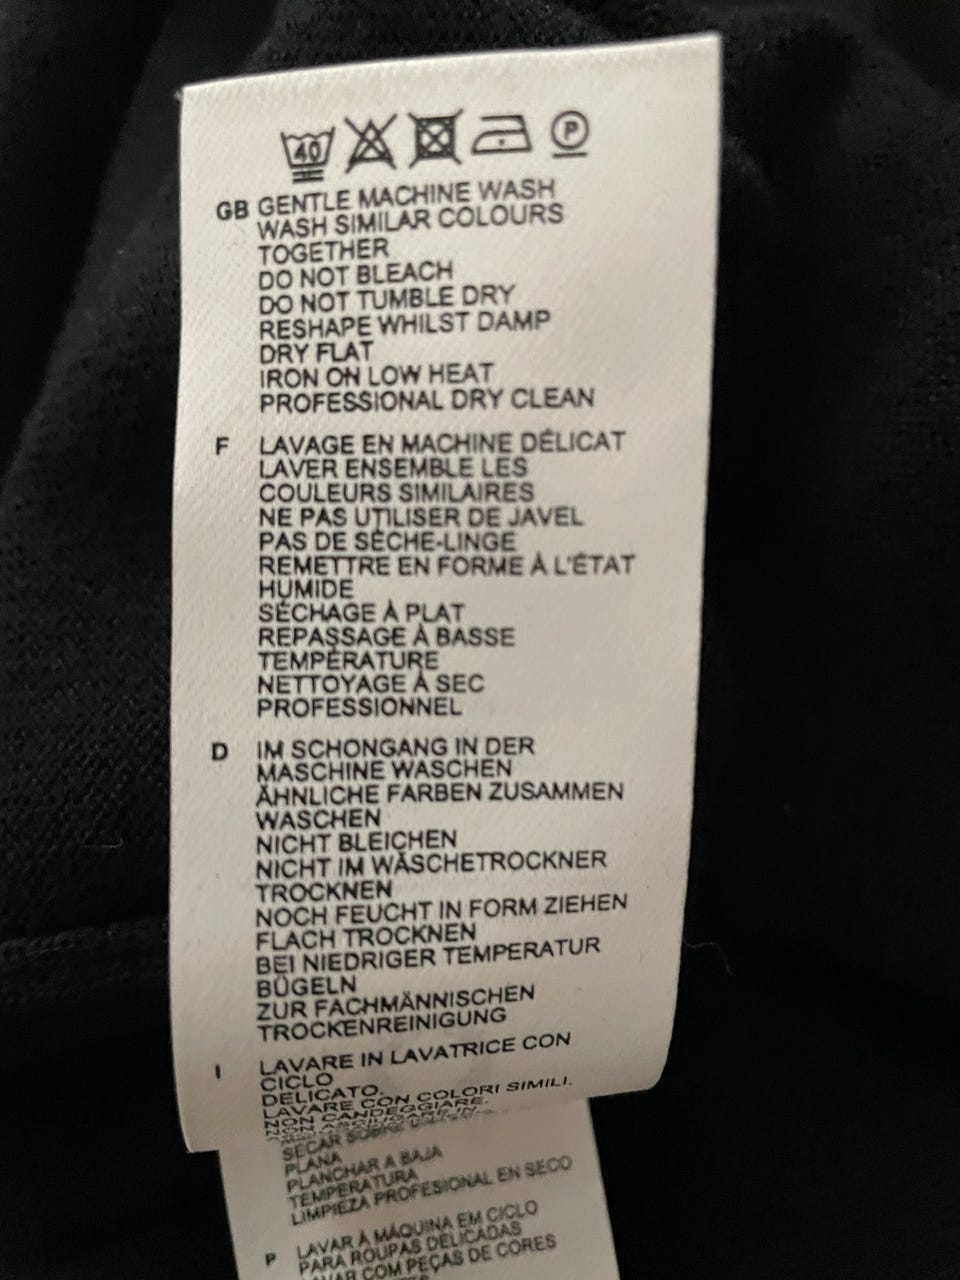 40 P
GB GENTLE MACHINE WASH
WASH SIMILAR COLOURS
TOGETHER
DO NOT BLEACH
DO NOT TUMBLE DRY
RESHAPE WHILST DAMP
DRY FLAT
IRON ON LOW HEAT
PROFESSIONAL DRY CLEAN
F LAVAGE EN MACHINE DÉLICAT
LAVER ENSEMBLE LES
COULEURS SIMILAIRES
NE PAS UTILISER DE JAVEL
PAS DE SÈCHE-LINGE
REMETTRE EN FORME À L'ÉTAT
HUMIDE
SÉCHAGE À PLAT
REPASSAGE À BASSE
TEMPÉRATURE
NETTOYAGE À SEC
PROFESSIONNEL
D IM SCHONGANG IN DER
MASCHINE WASCHEN
ÄHNLICHE FARBEN ZUSAMMEN
WASCHEN
NICHT BLEICHEN
NICHT IM WÄSCHETROCKNER
TROCKNEN
NOCH FEUCHT IN FORM ZIEHEN
FLACH TROCKNEN
BEI NIEDRIGER TEMPERATUR
BÜGELN
ZUR FACHMÄNNISCHEN
TROCKENREINIGUNG
I LAVARE IN LAVATRICE CON
CICLO
DELICATO.
LAVARE CON COLORI SIMILI.
NON CANDEGGIARE.
NON ASCIUGARE IN
SECAR SOBRE
PLANA
PLANCHAR A BAJA
TEMPERATURA
LIMPIEZA PROFESIONAL EN SECO
P LAVAR À MÁQUINA EM CICLO
PARA ROUPAS DELICADAS
LAVAR COM PEÇAS DE CORES